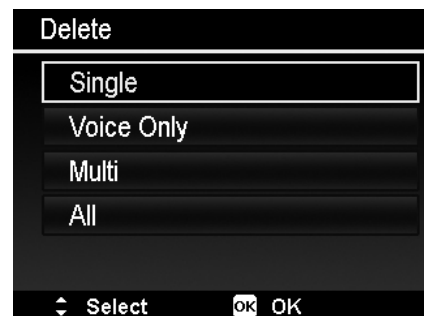 Delete
Single
Voice Only
Multi
All
Select OK OK